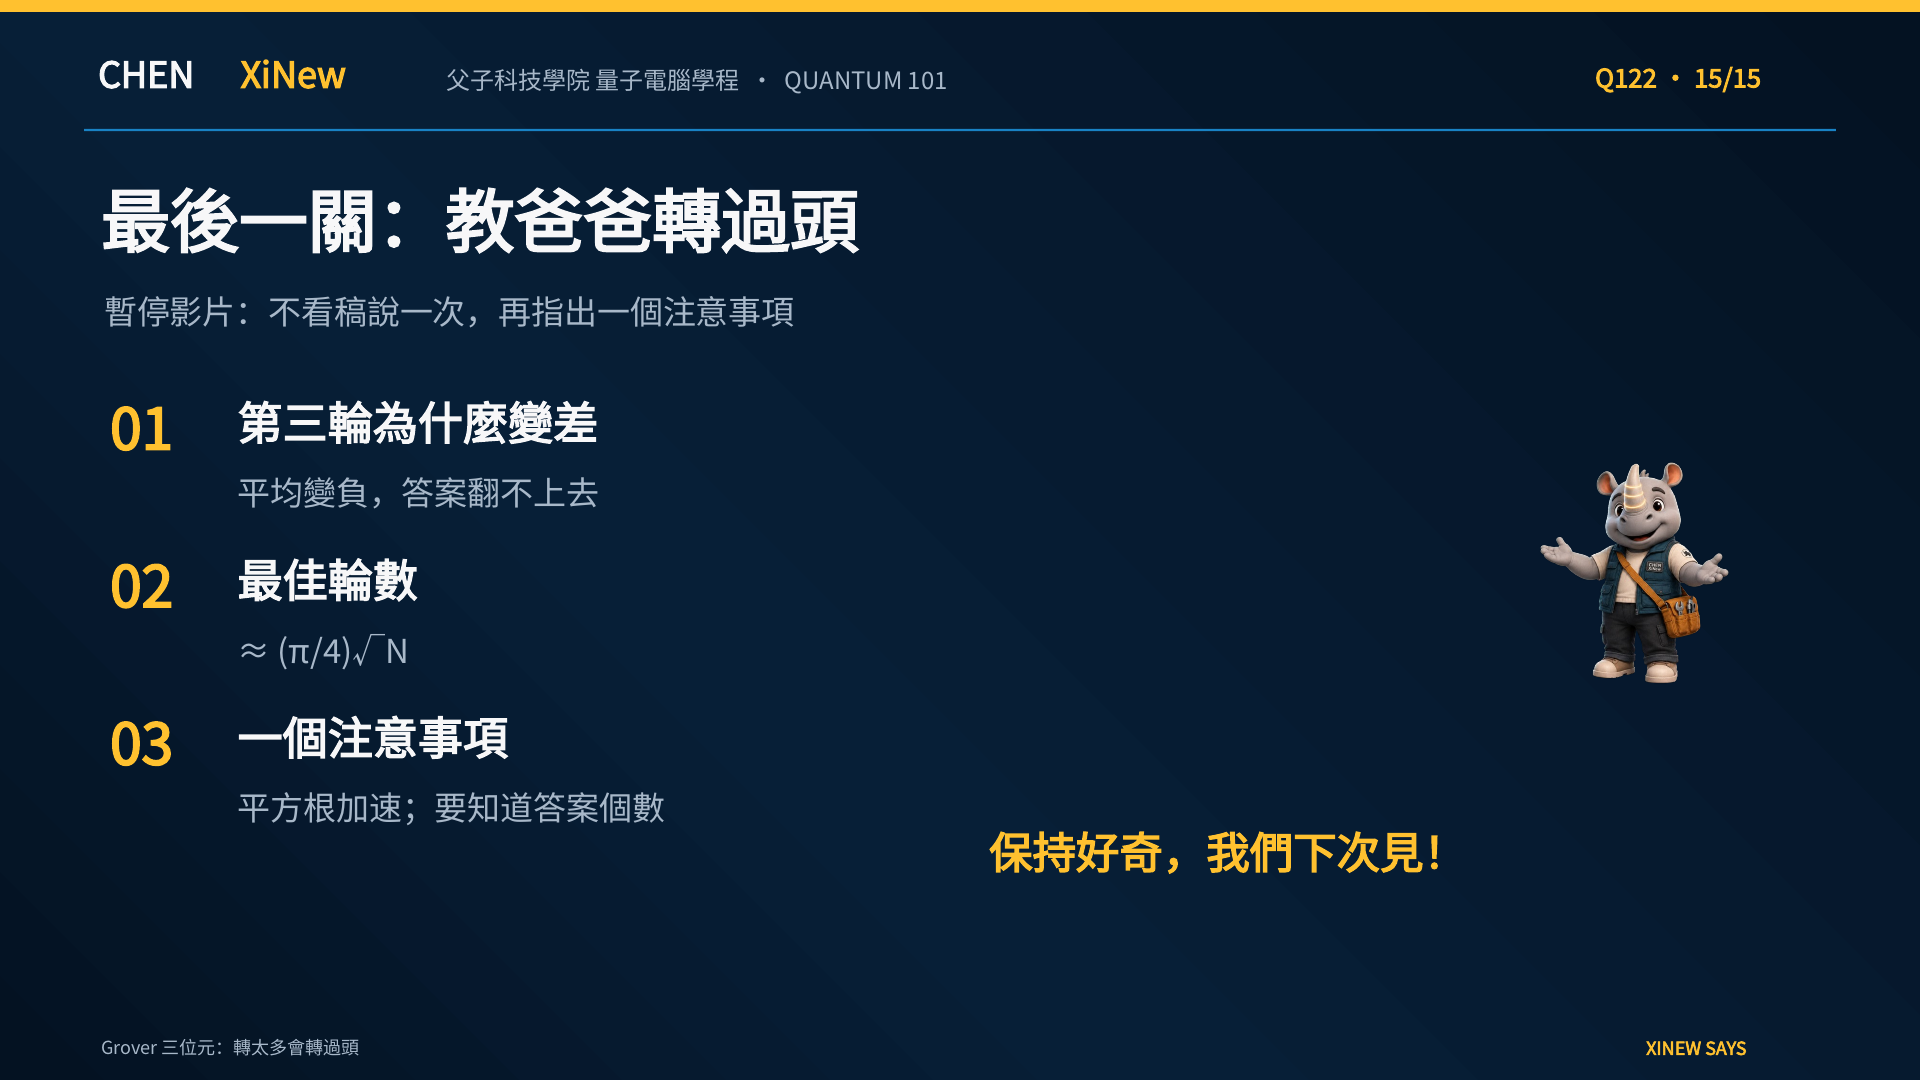 CHEN XiNew 父子科技學院 量子電腦學程 · QUANTUM 101 Q122 · 15/15
最後一關：教爸爸轉過頭
暫停影片：不看稿說一次，再指出一個注意事項
01 第三輪為什麼變差
平均變負，答案翻不上去
02 最佳輪數
≈ (π/4)√N
03 一個注意事項
平方根加速；要知道答案個數
保持好奇，我們下次見！
Grover 三位元：轉太多會轉過頭
XINEW SAYS